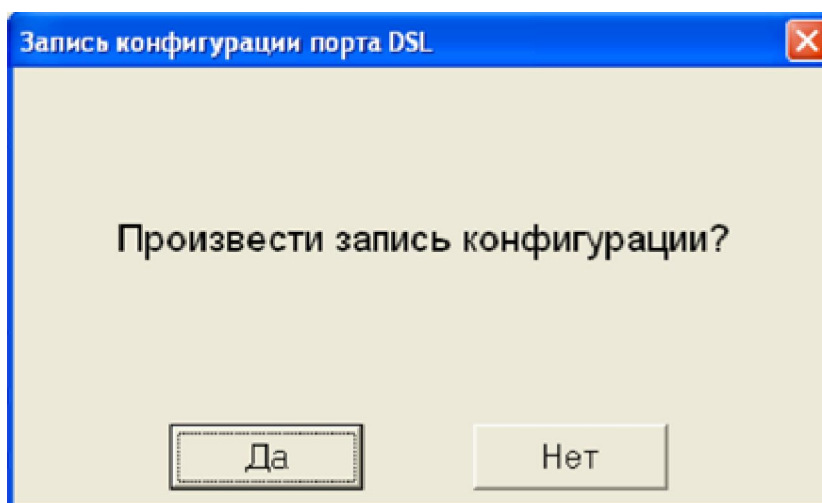 Запись конфигурации порта DSL
Произвести запись конфигурации?
Да
Нет